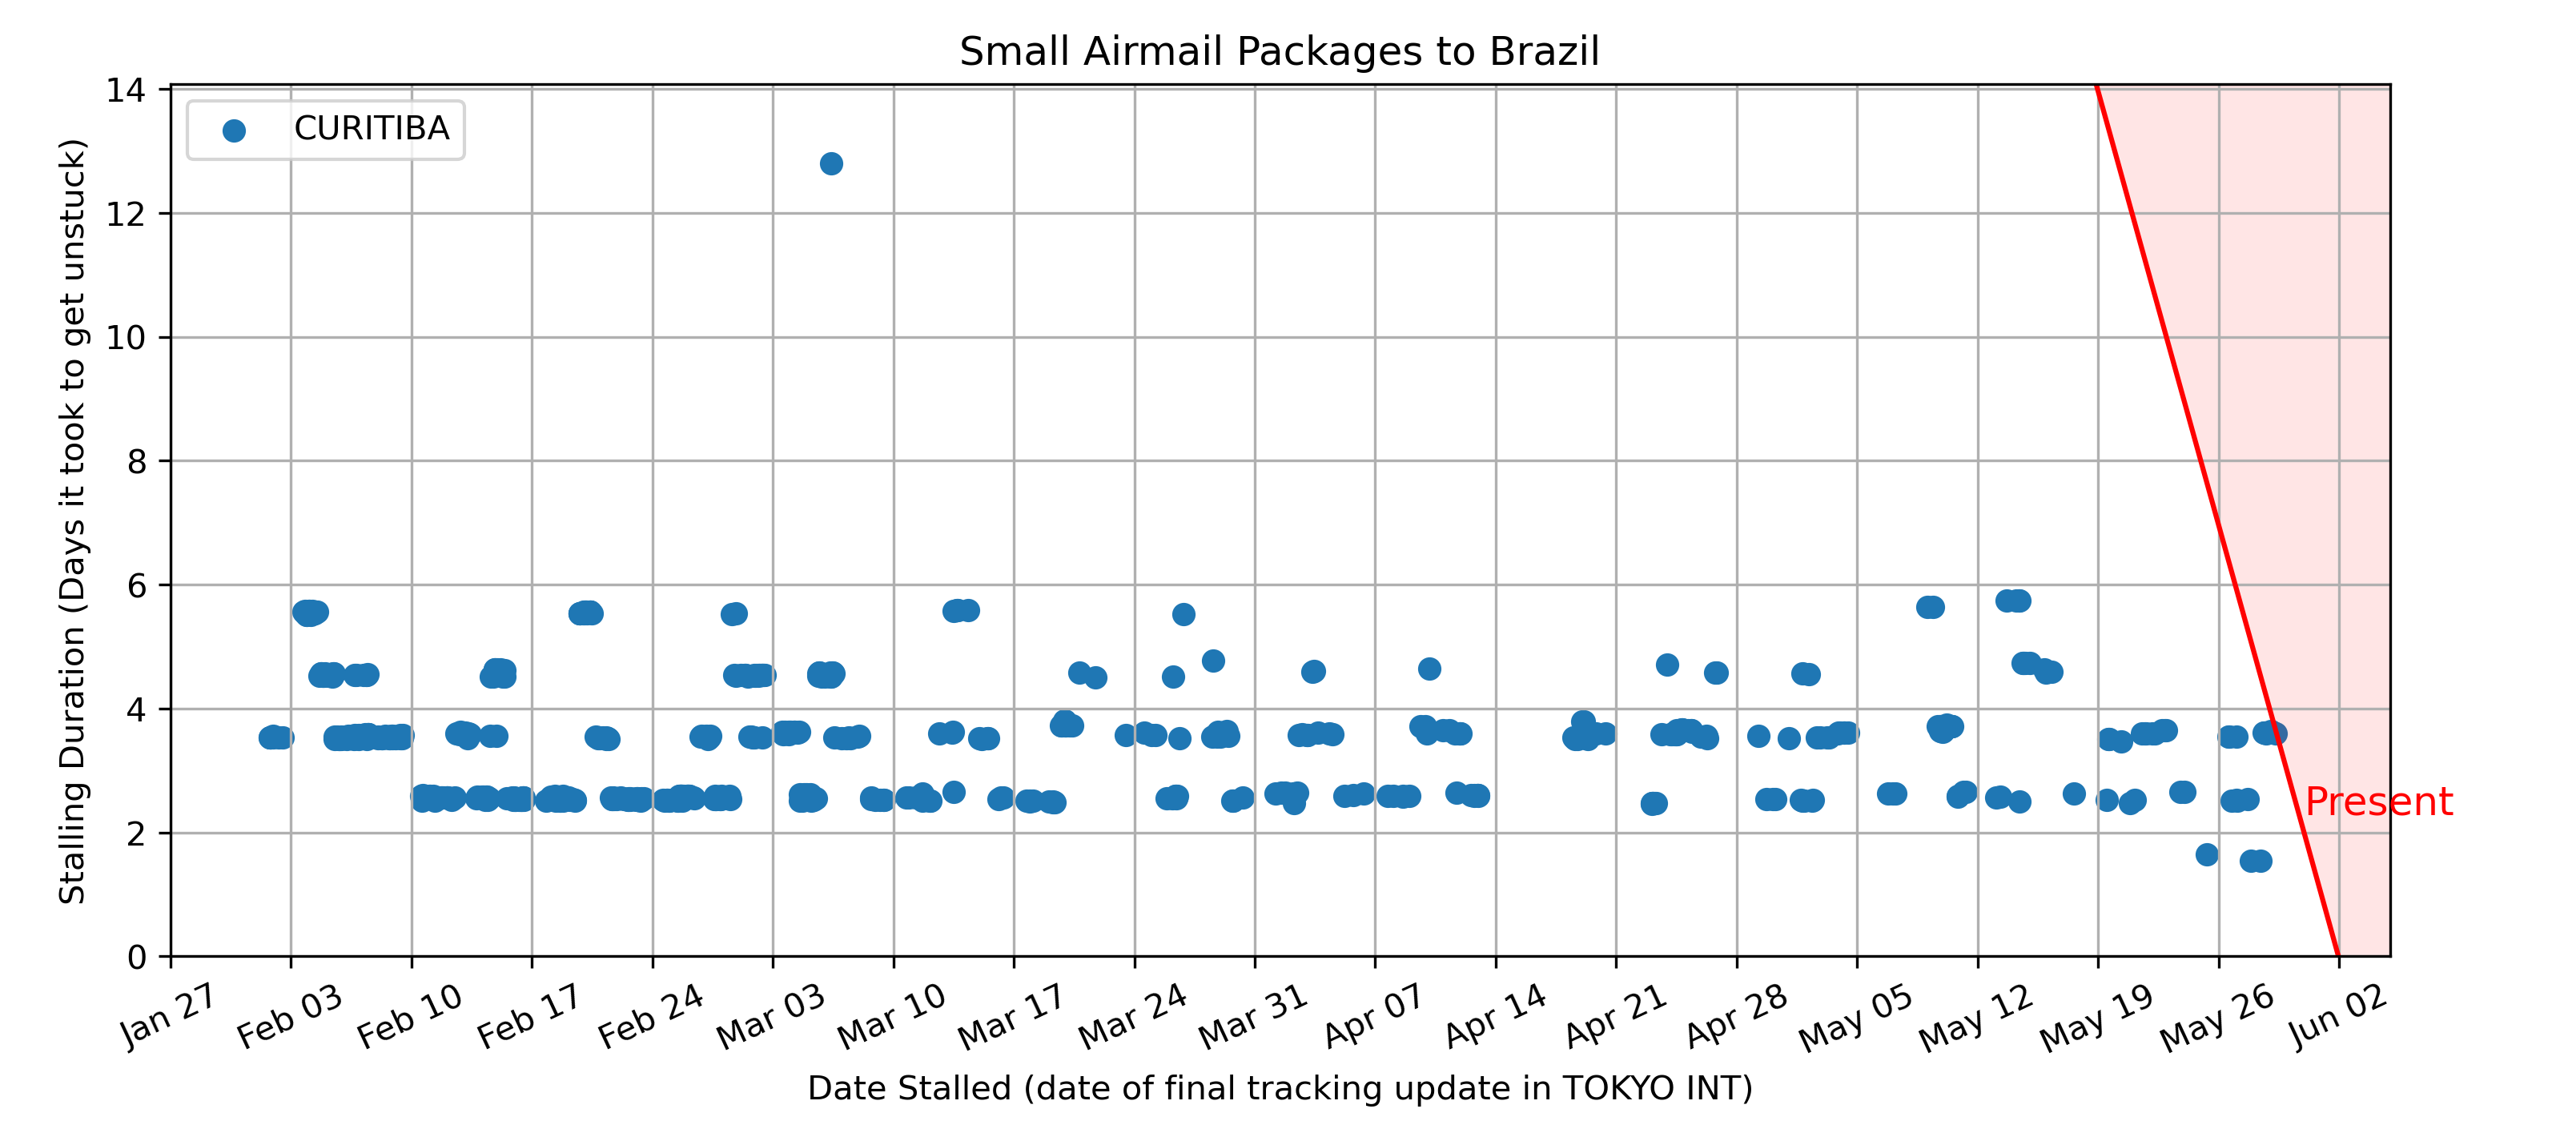 Small Airmail Packages to Brazil
CURITIBA
Stalling Duration (Days it took to get unstuck)
14
12
10
8
6
4
2
0
Present
Jan 27
Feb 03
Feb 10
Feb 17
Feb 24
Mar 03
Mar 10
Mar 17
Mar 24
Mar 31
Apr 07
Apr 14
Apr 21
Apr 28
May 05
May 12
May 19
May 26
Jun 02
Date Stalled (date of final tracking update in TOKYO INT)